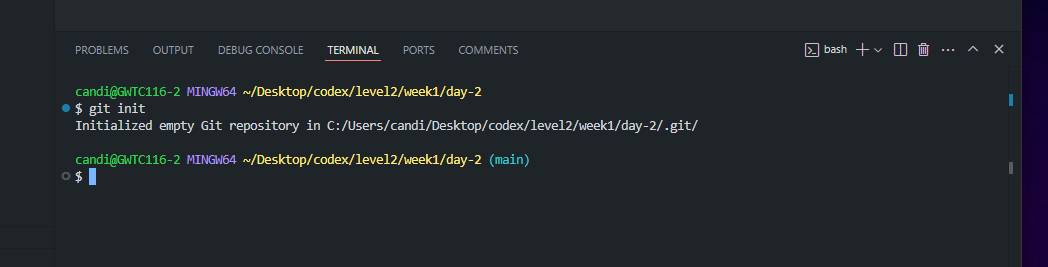 PROBLEMS OUTPUT DEBUG CONSOLE TERMINAL PORTS COMMENTS bash
candi@GWTC116-2 MINGW64 ~/Desktop/codex/level2/week1/day-2
$ git init
Initialized empty Git repository in C:/Users/candi/Desktop/codex/level2/week1/day-2/.git/
candi@GWTC116-2 MINGW64 ~/Desktop/codex/level2/week1/day-2 (main)
$